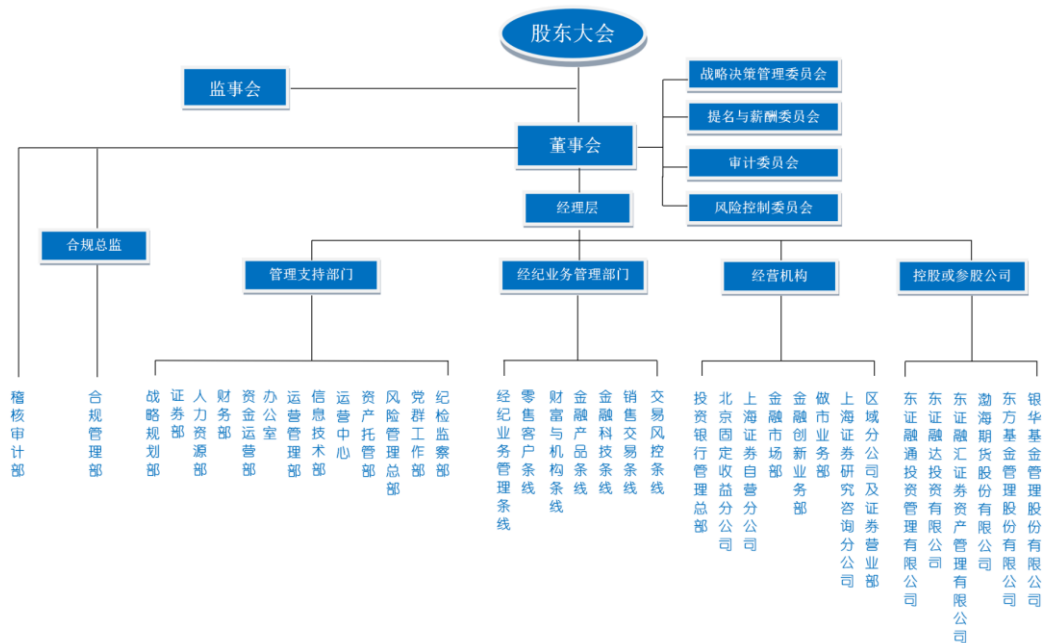 股东大会
监事会
战略决策管理委员会
提名与薪酬委员会
董事会
审计委员会
经理层
风险控制委员会
合规总监
管理支持部门
经纪业务管理部门
经营机构
控股或参股公司
稽核审计部
合规管理部
战略规划部
证券部
人力资源部
财务部
资金运营部
办公室
运营管理部
信息技术部
运营中心
资产托管部
风险管理总部
党群工作部
纪检监察部
经纪业务管理条线
零售客户条线
财富与机构条线
金融产品条线
金融科技条线
销售交易条线
交易风控条线
投资银行管理总部
北京固定收益分公司
上海证券自营分公司
金融市场部
金融创新业务部
做市业务部
上海证券研究咨询分公司
区域分公司及证券营业部
东证融通投资管理有限公司
东证融达投资有限公司
东证融汇证券资产管理有限公司
渤海期货股份有限公司
东方基金管理股份有限公司
银华基金管理股份有限公司